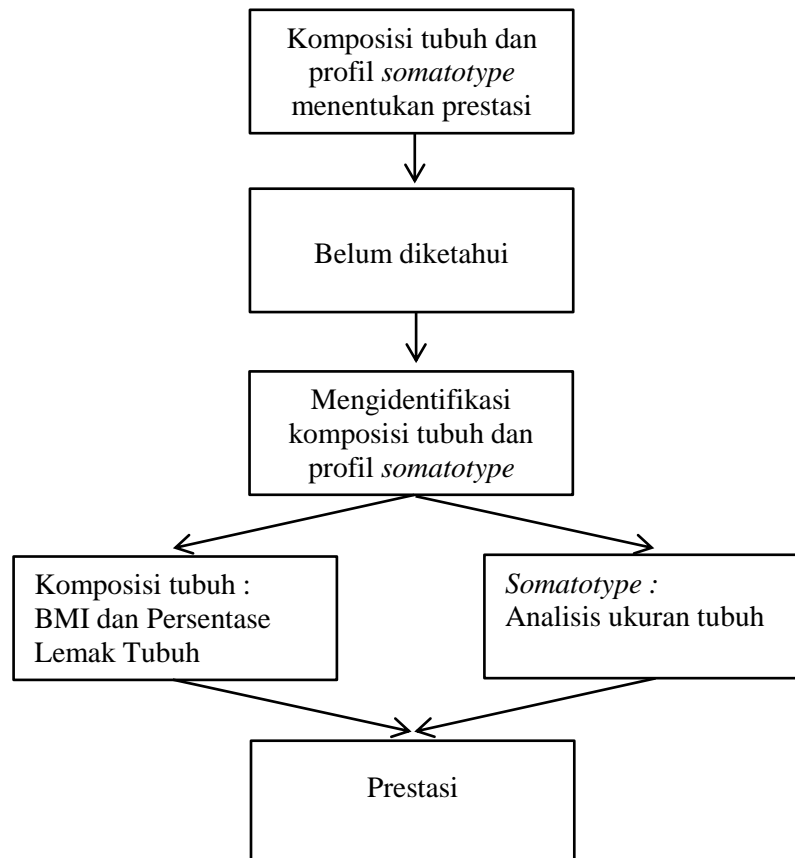 Komposisi tubuh dan
profil somatotype
menentukan prestasi
Belum diketahui
Mengidentifikasi
komposisi tubuh dan
profil somatotype
Komposisi tubuh :
BMI dan Persentase
Lemak Tubuh
Somatotype :
Analisis ukuran tubuh
Prestasi